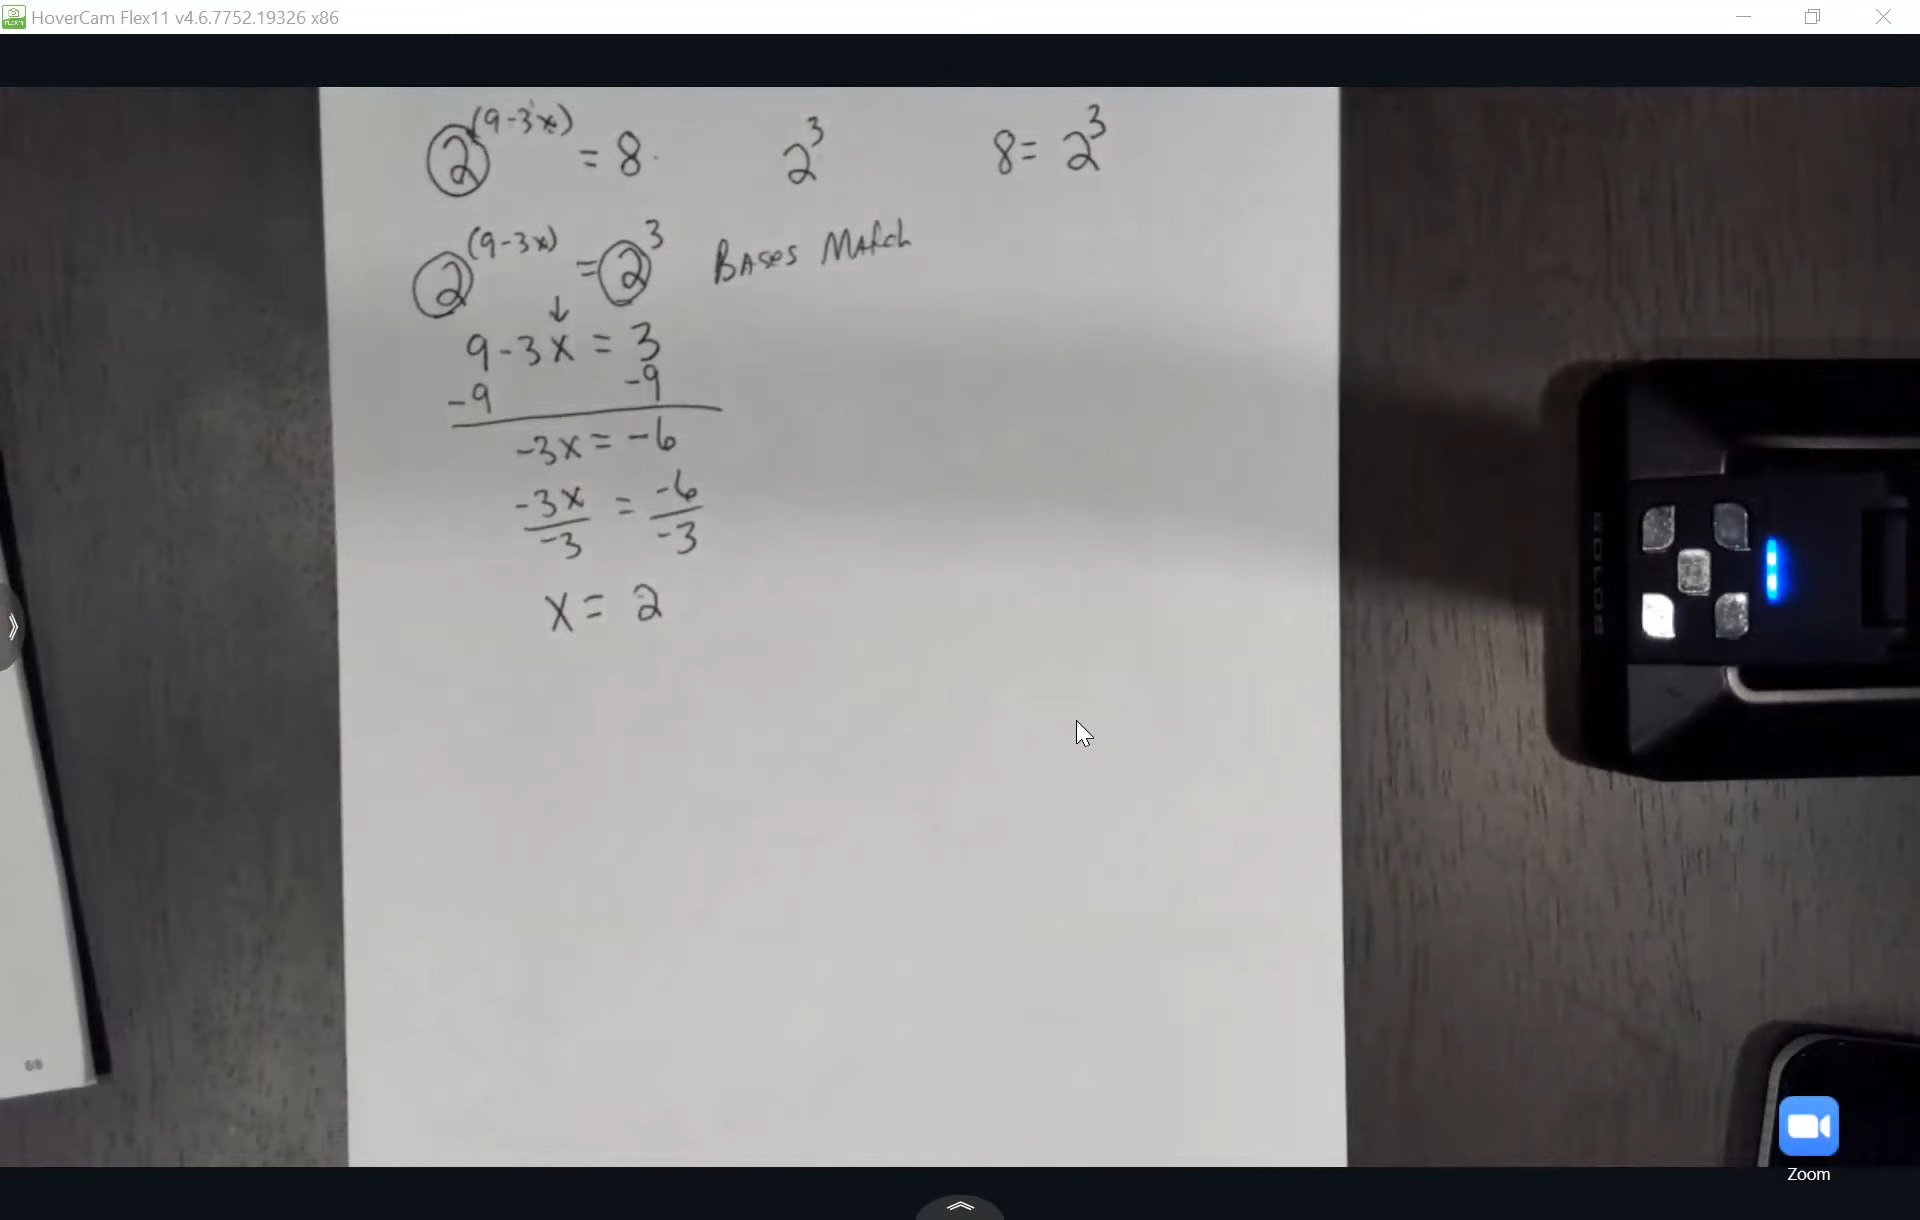 HoverCam Flex11 v4.6.7752.19326 x86
2^(9-3x) = 8   2^3   8 = 2^3
2^(9-3x) = 2^3   Bases Match
↓
9-3x = 3
-9   -9
-3x = -6
-3x/-3 = -6/-3
x = 2
Zoom